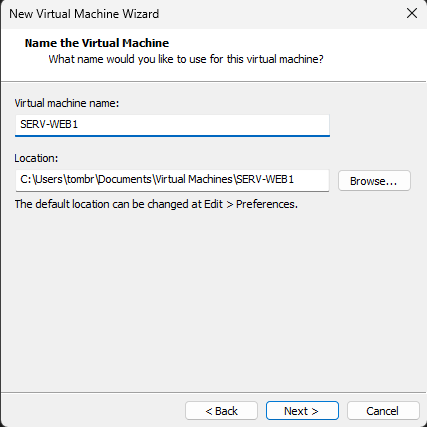 New Virtual Machine Wizard
Name the Virtual Machine
What name would you like to use for this virtual machine?
Virtual machine name:
SERV-WEB1
Location:
C:\Users\tombr\Documents\Virtual Machines\SERV-WEB1
Browse...
The default location can be changed at Edit > Preferences.
< Back
Next >
Cancel